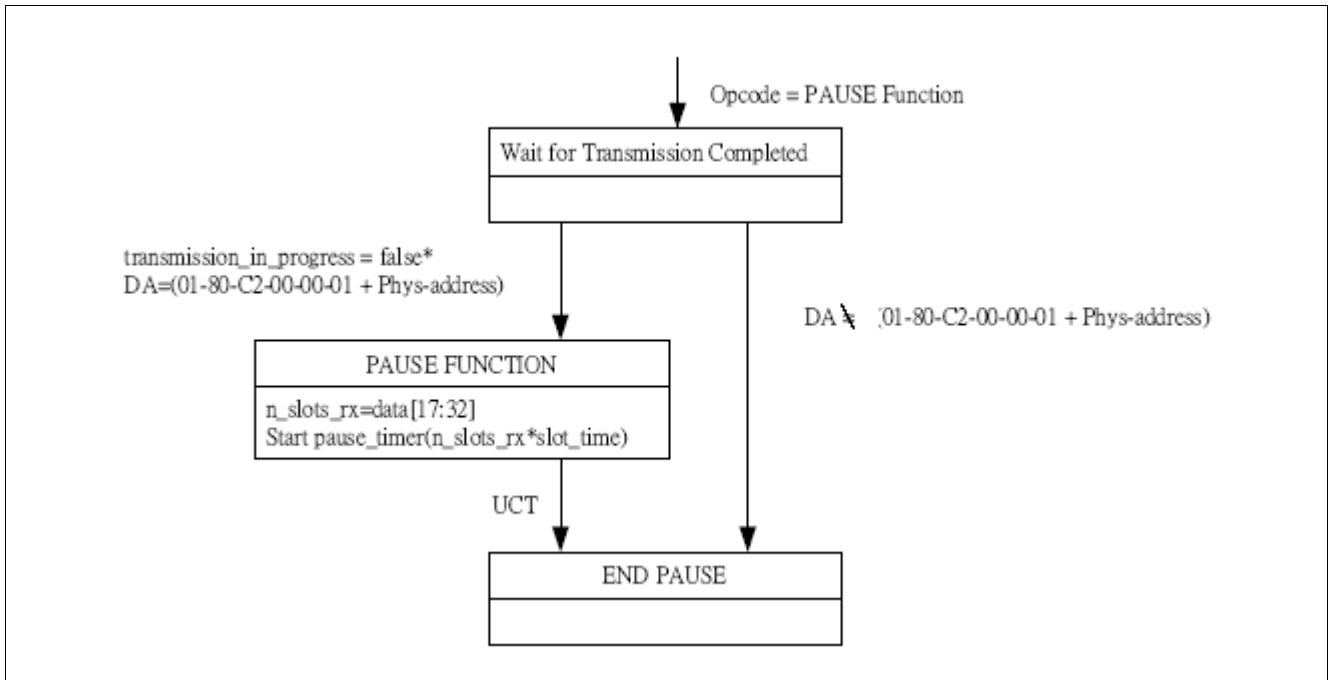 Opcode = PAUSE Function
Wait for Transmission Completed
transmission_in_progress = false*
DA=(01-80-C2-00-00-01 + Phys-address)
DA ≠ (01-80-C2-00-00-01 + Phys-address)
PAUSE FUNCTION
n_slots_rx=data[17:32]
Start pause_timer(n_slots_rx*slot_time)
UCT
END PAUSE